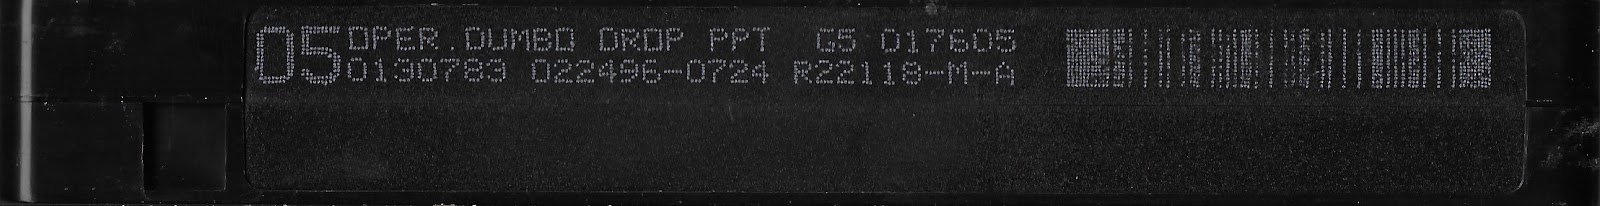 05 OPER.DUMBO DROP PPT G5 017605
0130783 022496-0724 R22118-M-A